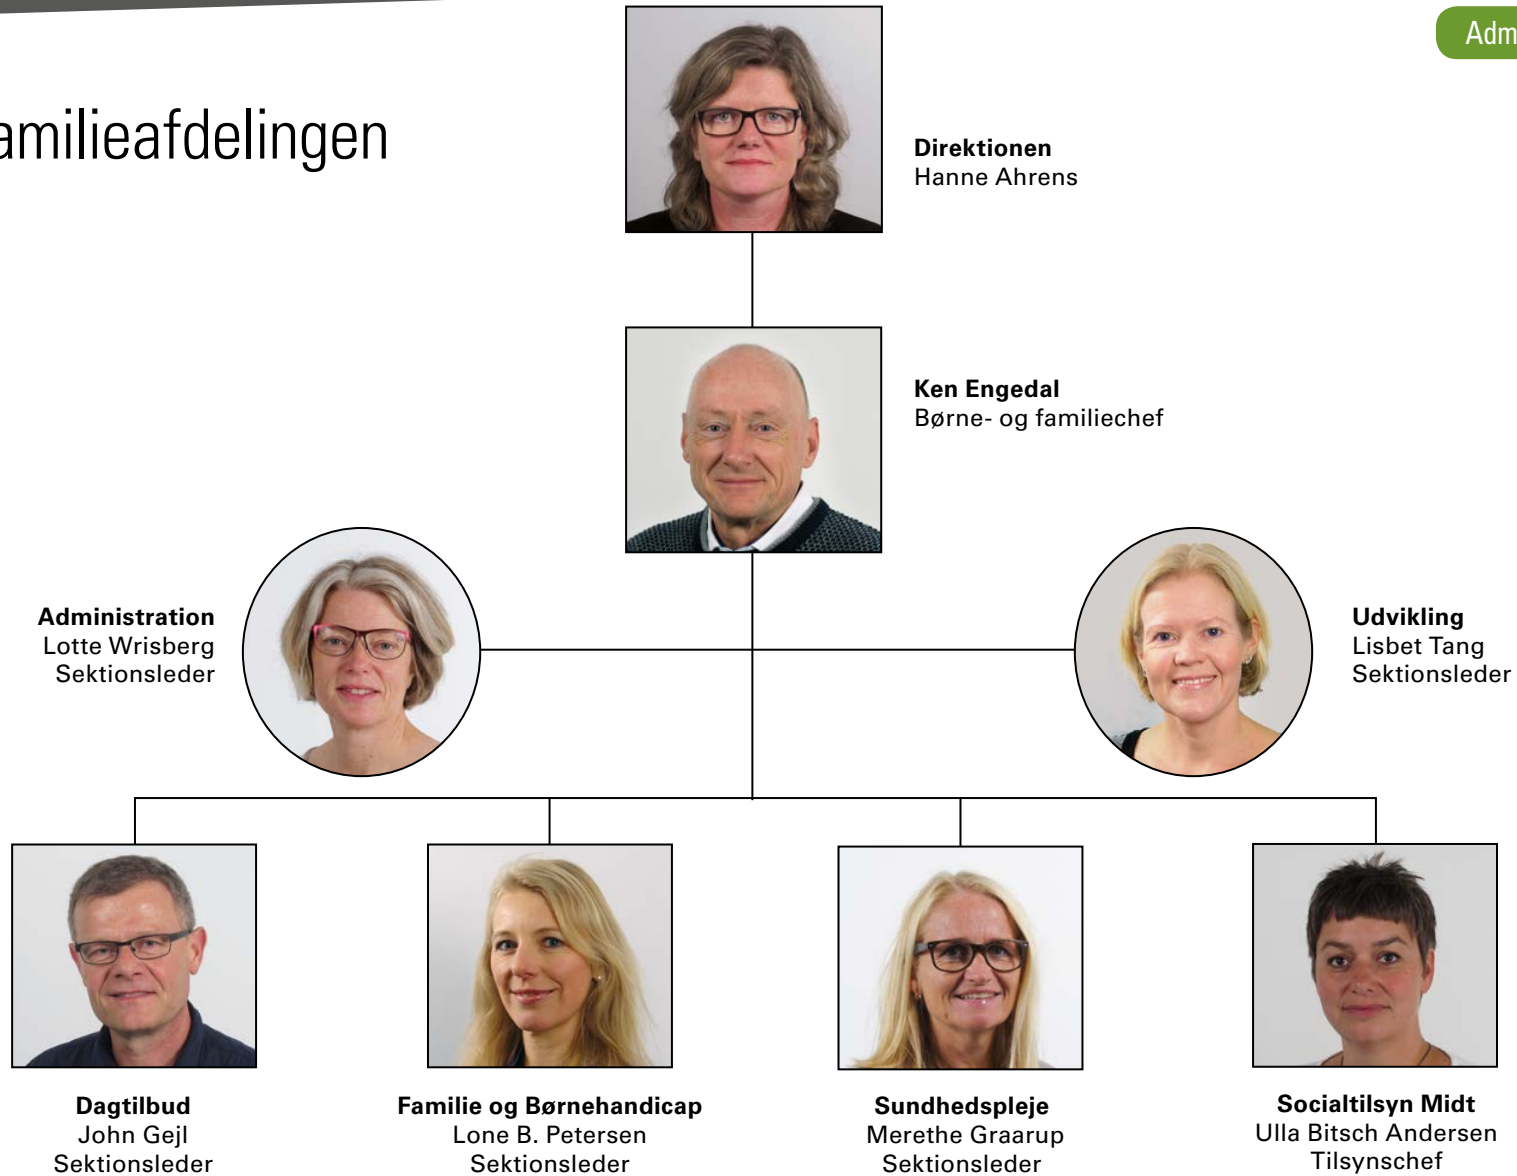 Adm
amilieafdelingen
Direktionen
Hanne Ahrens
Ken Engedal
Børne- og familiechef
Administration
Lotte Wrisberg
Sektionsleder
Udvikling
Lisbet Tang
Sektionsleder
Dagtilbud
John Gejl
Sektionsleder
Familie og Børnehandicap
Lone B. Petersen
Sektionsleder
Sundhedspleje
Merethe Graarup
Sektionsleder
Socialtilsyn Midt
Ulla Bitsch Andersen
Tilsynschef